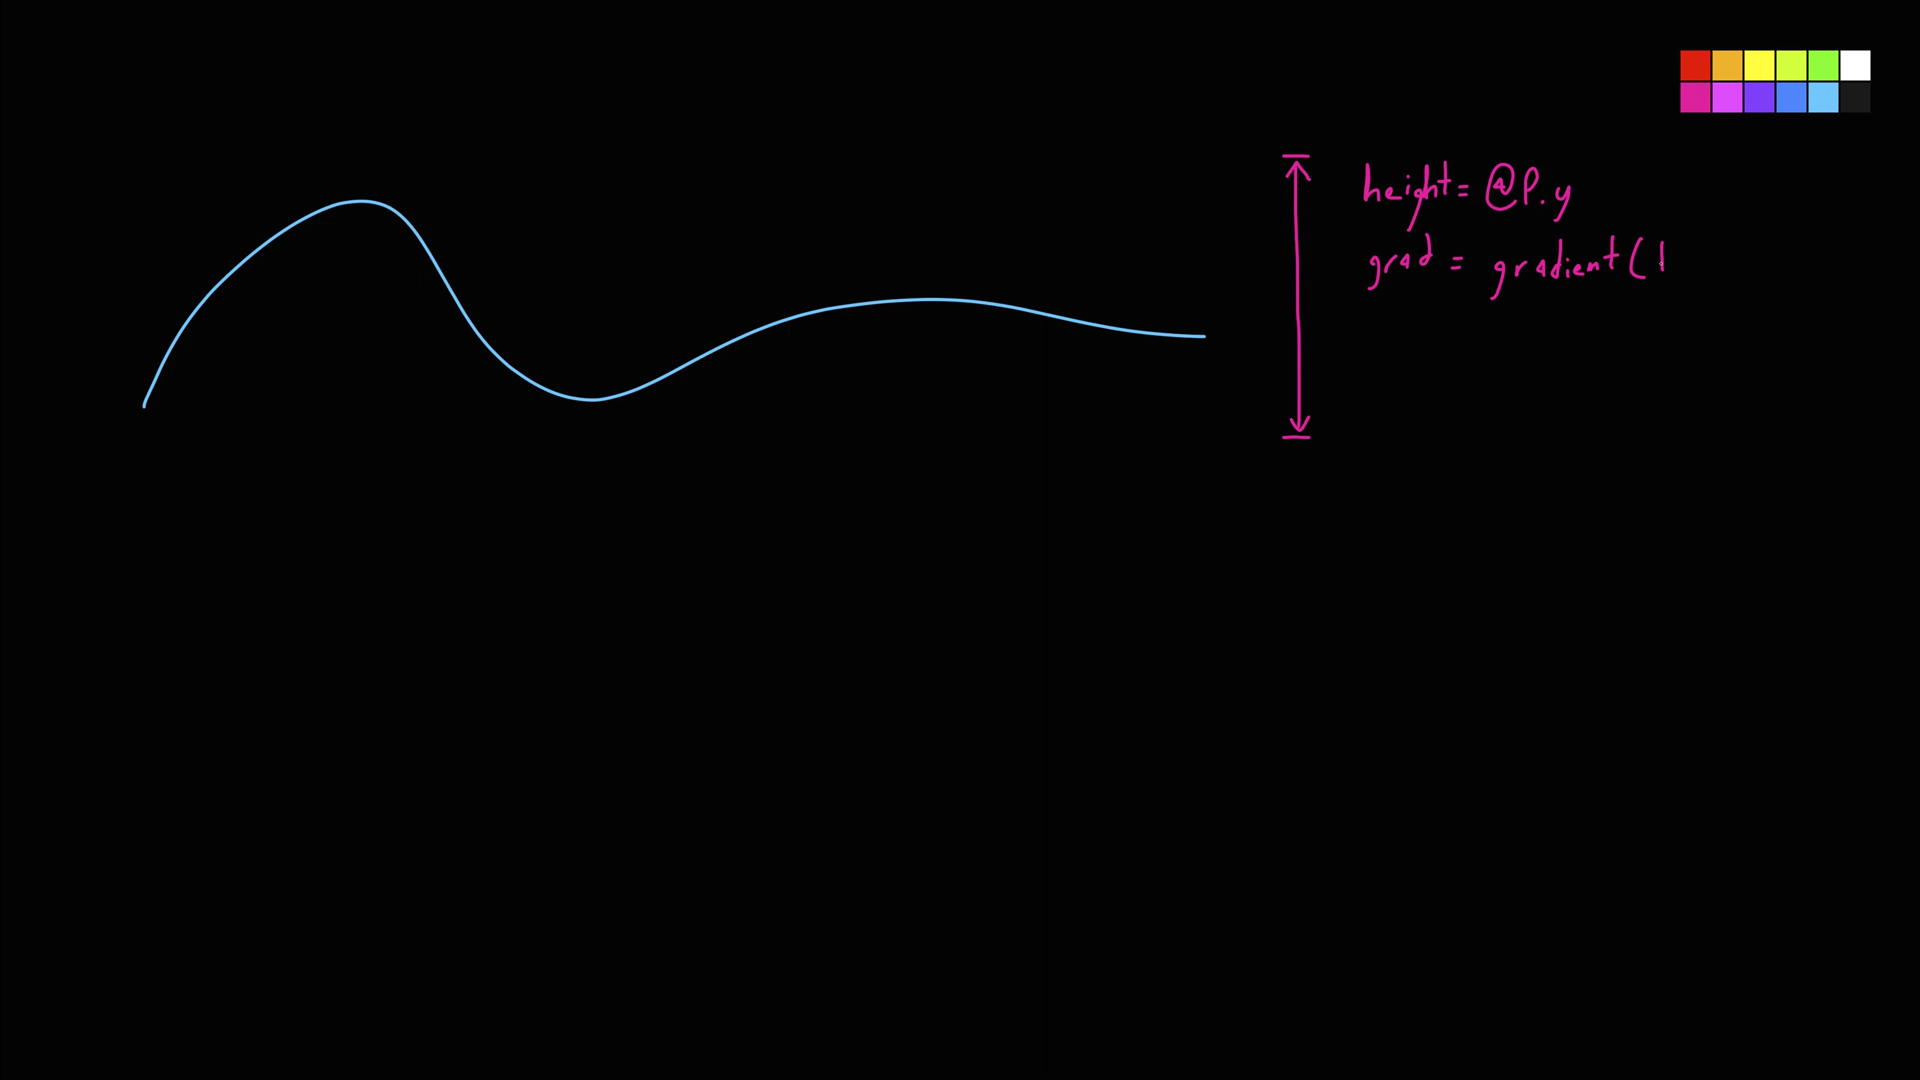 height= @P.y
grad = gradient(